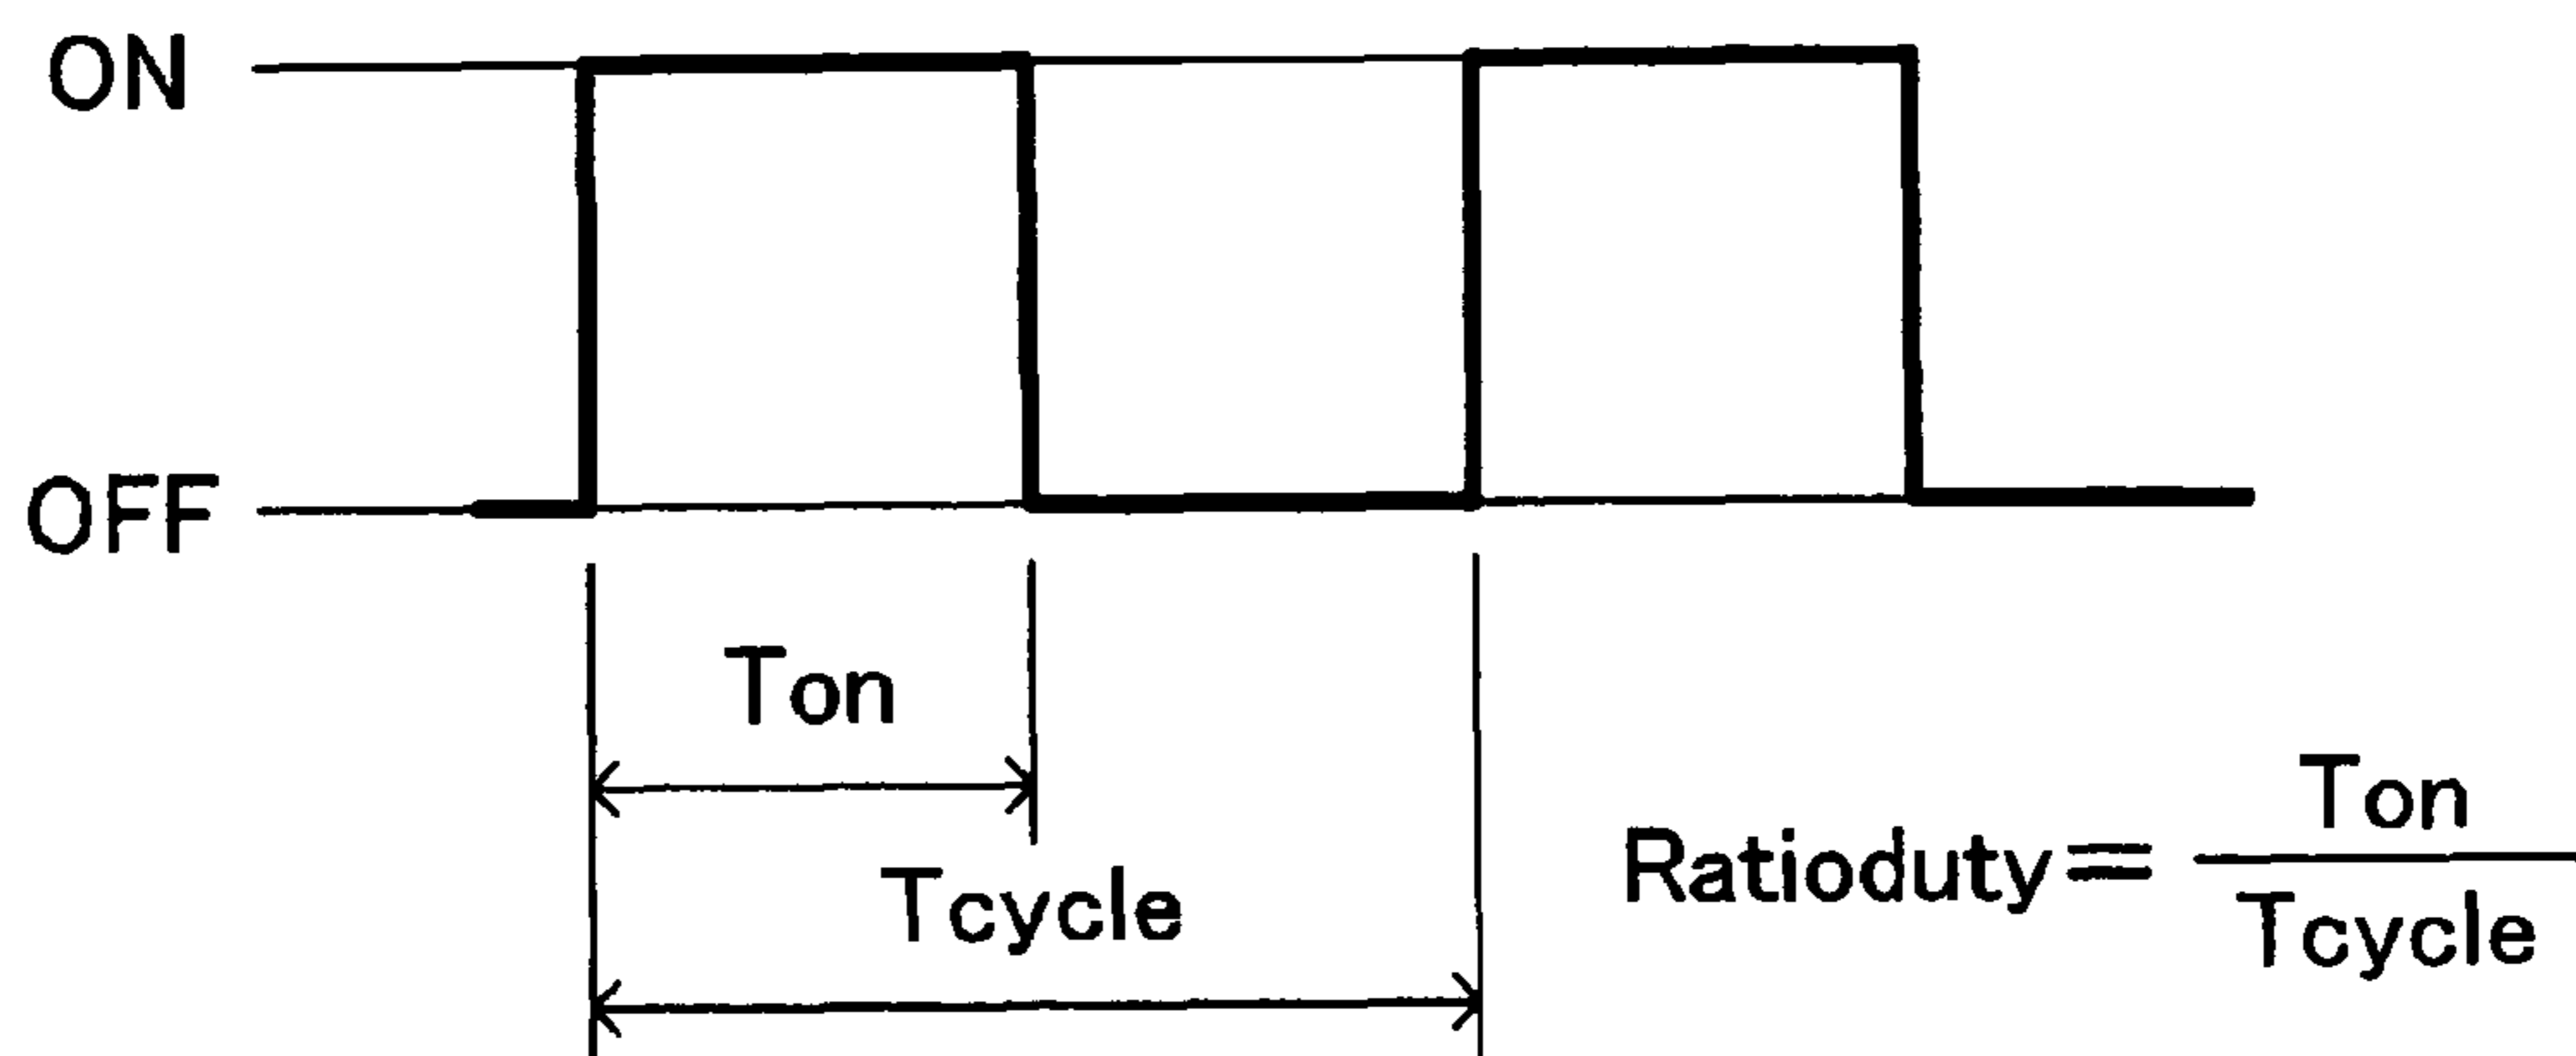 ON
OFF
Ton
Tcycle
Ratioduty = Ton
Tcycle